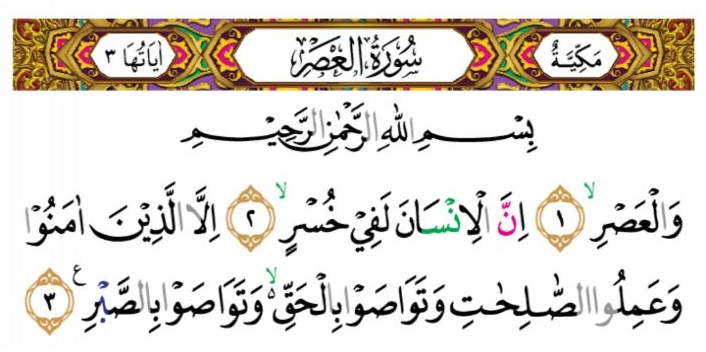 مَكِّيَّةٌ سُورَةُ الْعَصْرِ اٰيَاتُهَا ٣
بِسْمِ اللّٰهِ الرَّحْمٰنِ الرَّحِيْمِ
وَالْعَصْرِۙ ١ اِنَّ الْاِنْسَانَ لَفِيْ خُسْرٍۙ ٢ اِلَّا الَّذِيْنَ اٰمَنُوْا
وَعَمِلُوا الصّٰلِحٰتِ وَتَوَاصَوْا بِالْحَقِّ ەۙ وَتَوَاصَوْا بِالصَّبْرِ ࣖ ٣